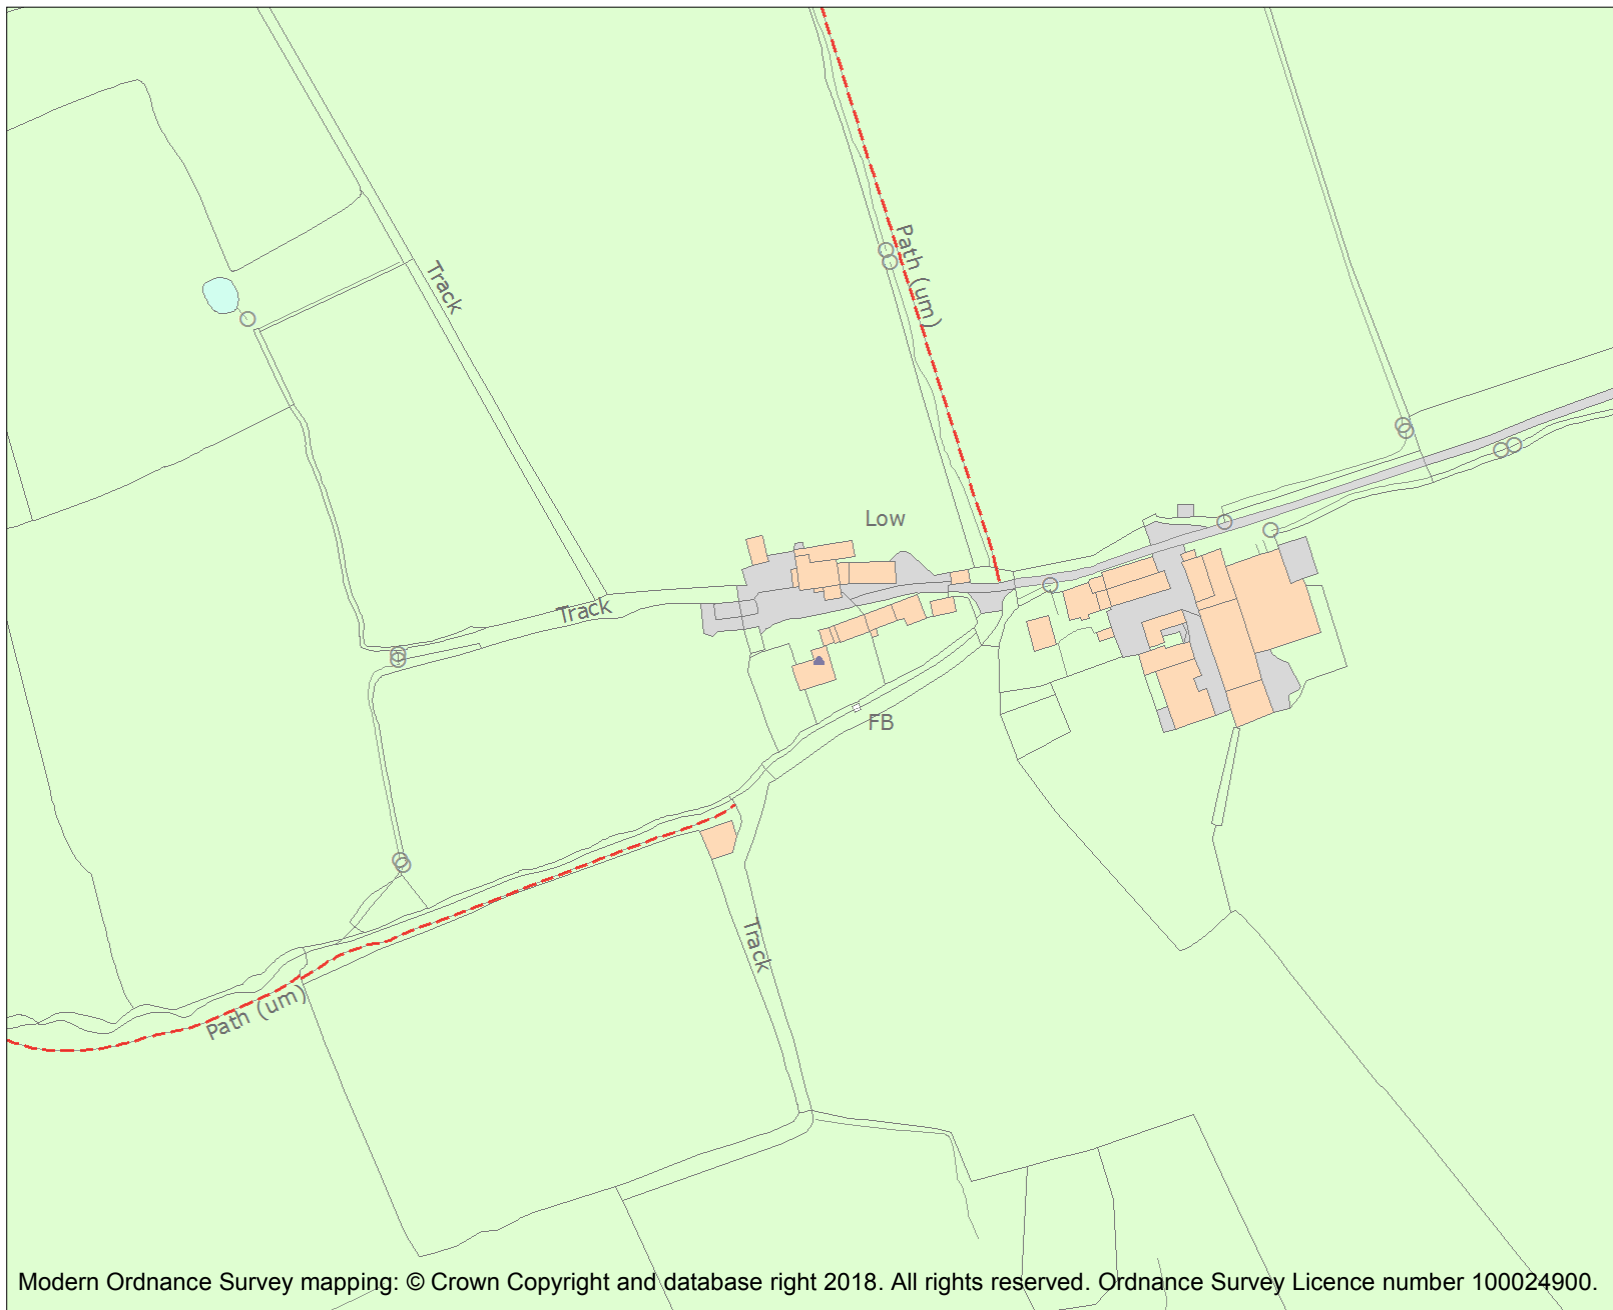 Path (um)
Track
Low
Track
FB
Track
Path (um)
Modern Ordnance Survey mapping: © Crown Copyright and database right 2018. All rights reserved. Ordnance Survey Licence number 100024900.